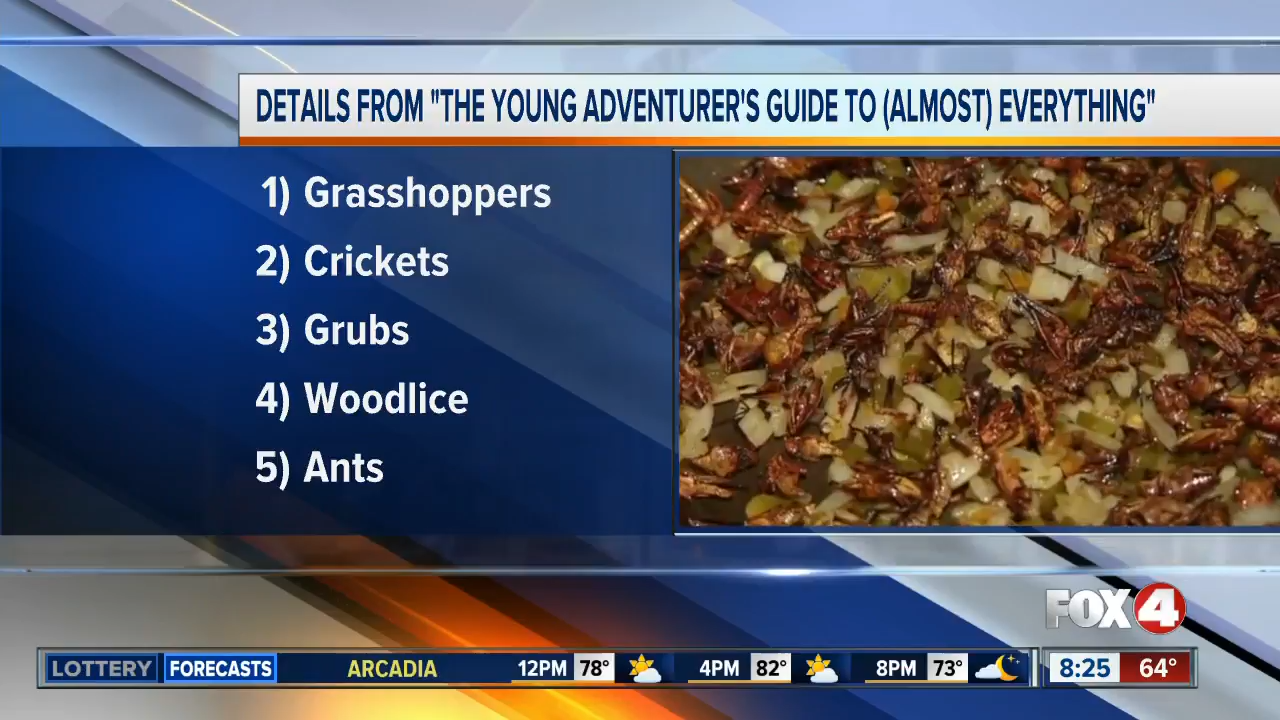 DETAILS FROM "THE YOUNG ADVENTURER'S GUIDE TO (ALMOST) EVERYTHING"
1) Grasshoppers
2) Crickets
3) Grubs
4) Woodlice
5) Ants
FOX 4
LOTTERY FORECASTS ARCADIA 12PM 78° 4PM 82° 8PM 73° 8:25 64°